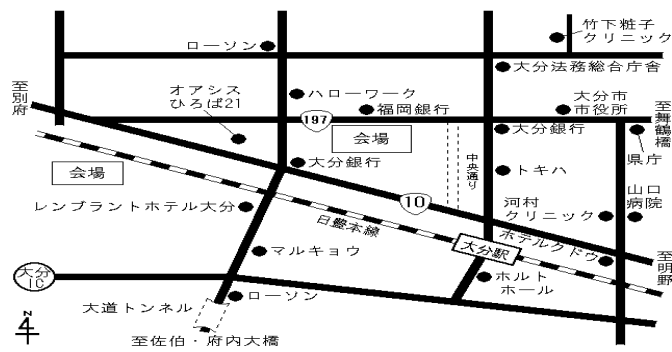 竹下粧子
クリニック
ローソン
大分法務総合庁舎
至別府
オアシス
ひろば21
ハローワーク
福岡銀行
大分市
市役所
至舞鶴橋
197
会場
大分銀行
県庁
大分銀行
中央通り
トキハ
会場
レンブラントホテル大分
10
河村
クリニック
山口
病院
日豊本線
大分駅
ホテルクドウ
至明野
マルキョウ
大分
IC
ホルト
ホール
大道トンネル
ローソン
N
至佐伯・府内大橋